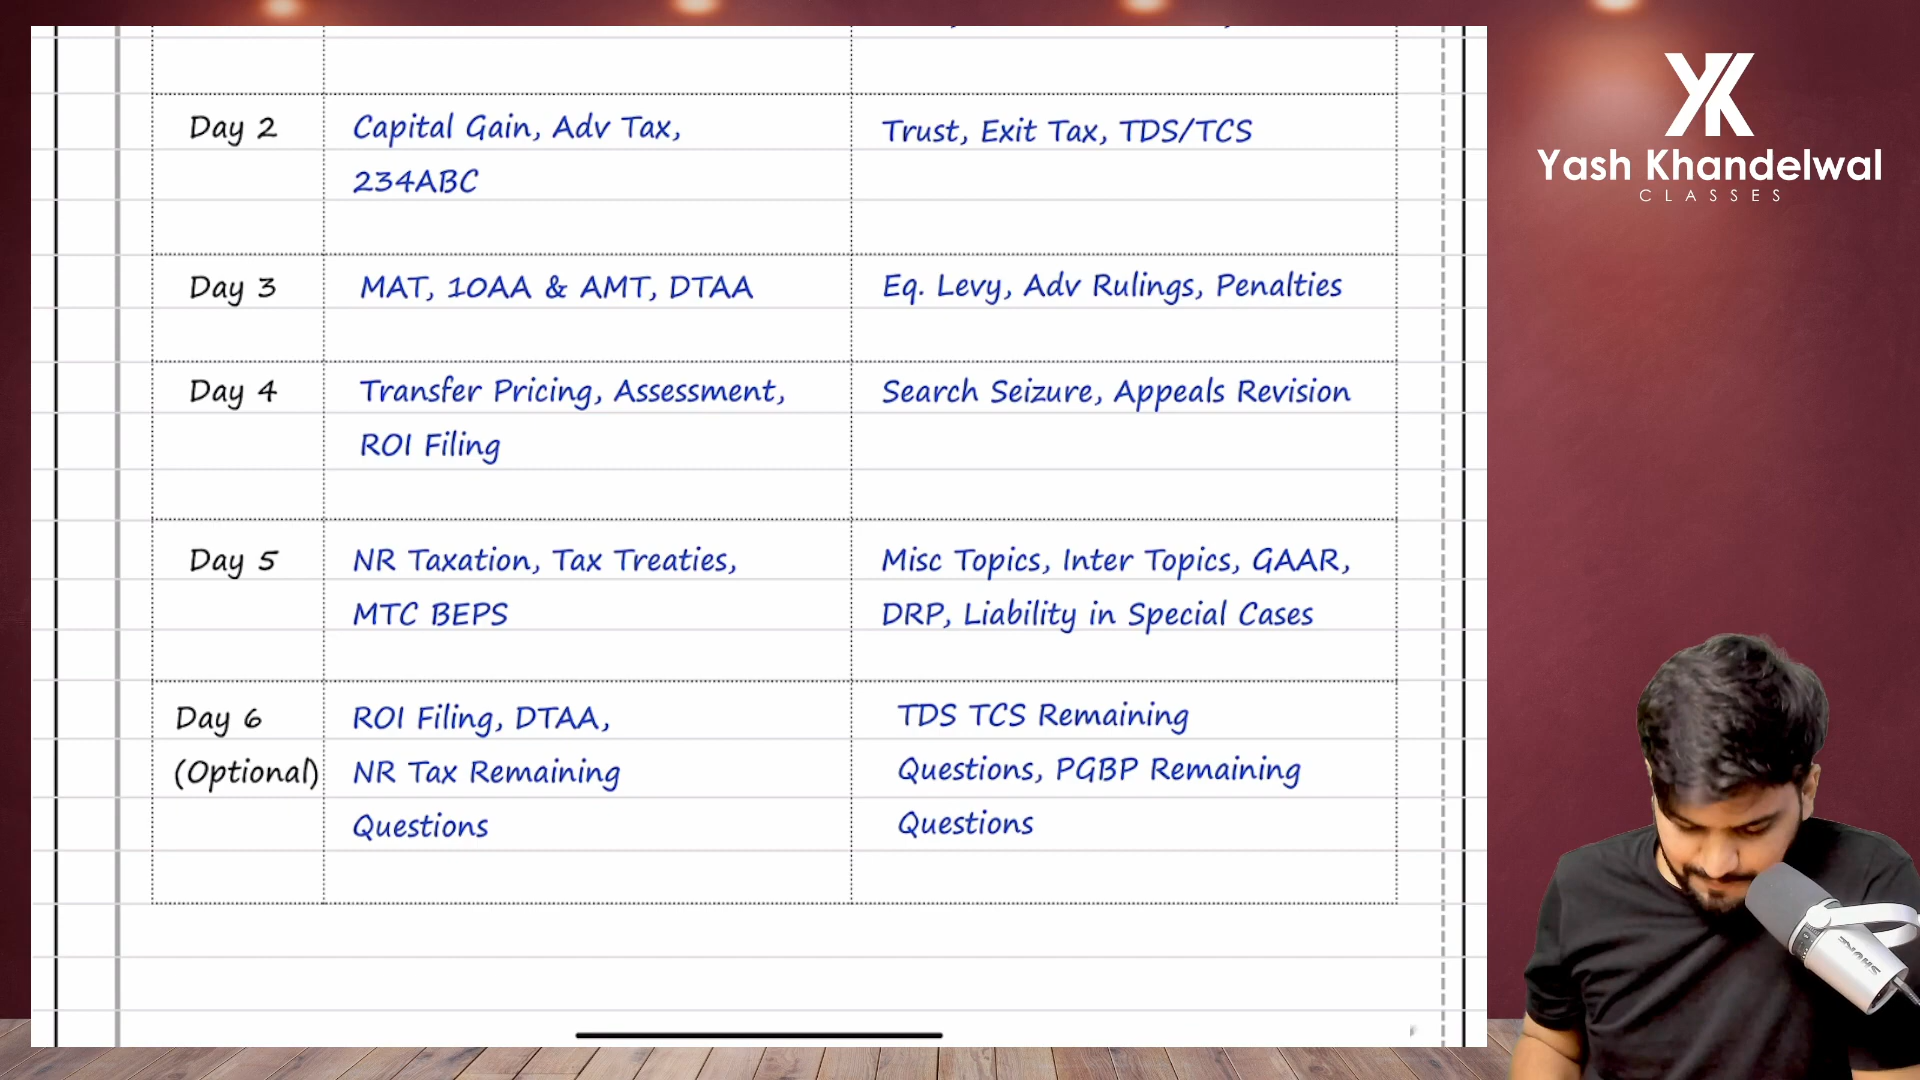 Day 2
Capital Gain, Adv Tax,
234ABC
Trust, Exit Tax, TDS/TCS
Day 3
MAT, 10AA & AMT, DTAA
Eq. Levy, Adv Rulings, Penalties
Day 4
Transfer Pricing, Assessment,
ROI Filing
Search Seizure, Appeals Revision
Day 5
NR Taxation, Tax Treaties,
MTC BEPS
Misc Topics, Inter Topics, GAAR,
DRP, Liability in Special Cases
Day 6
(Optional)
ROI Filing, DTAA,
NR Tax Remaining
Questions
TDS TCS Remaining
Questions, PGBP Remaining
Questions
YK
Yash Khandelwal
CLASSES
SHURE